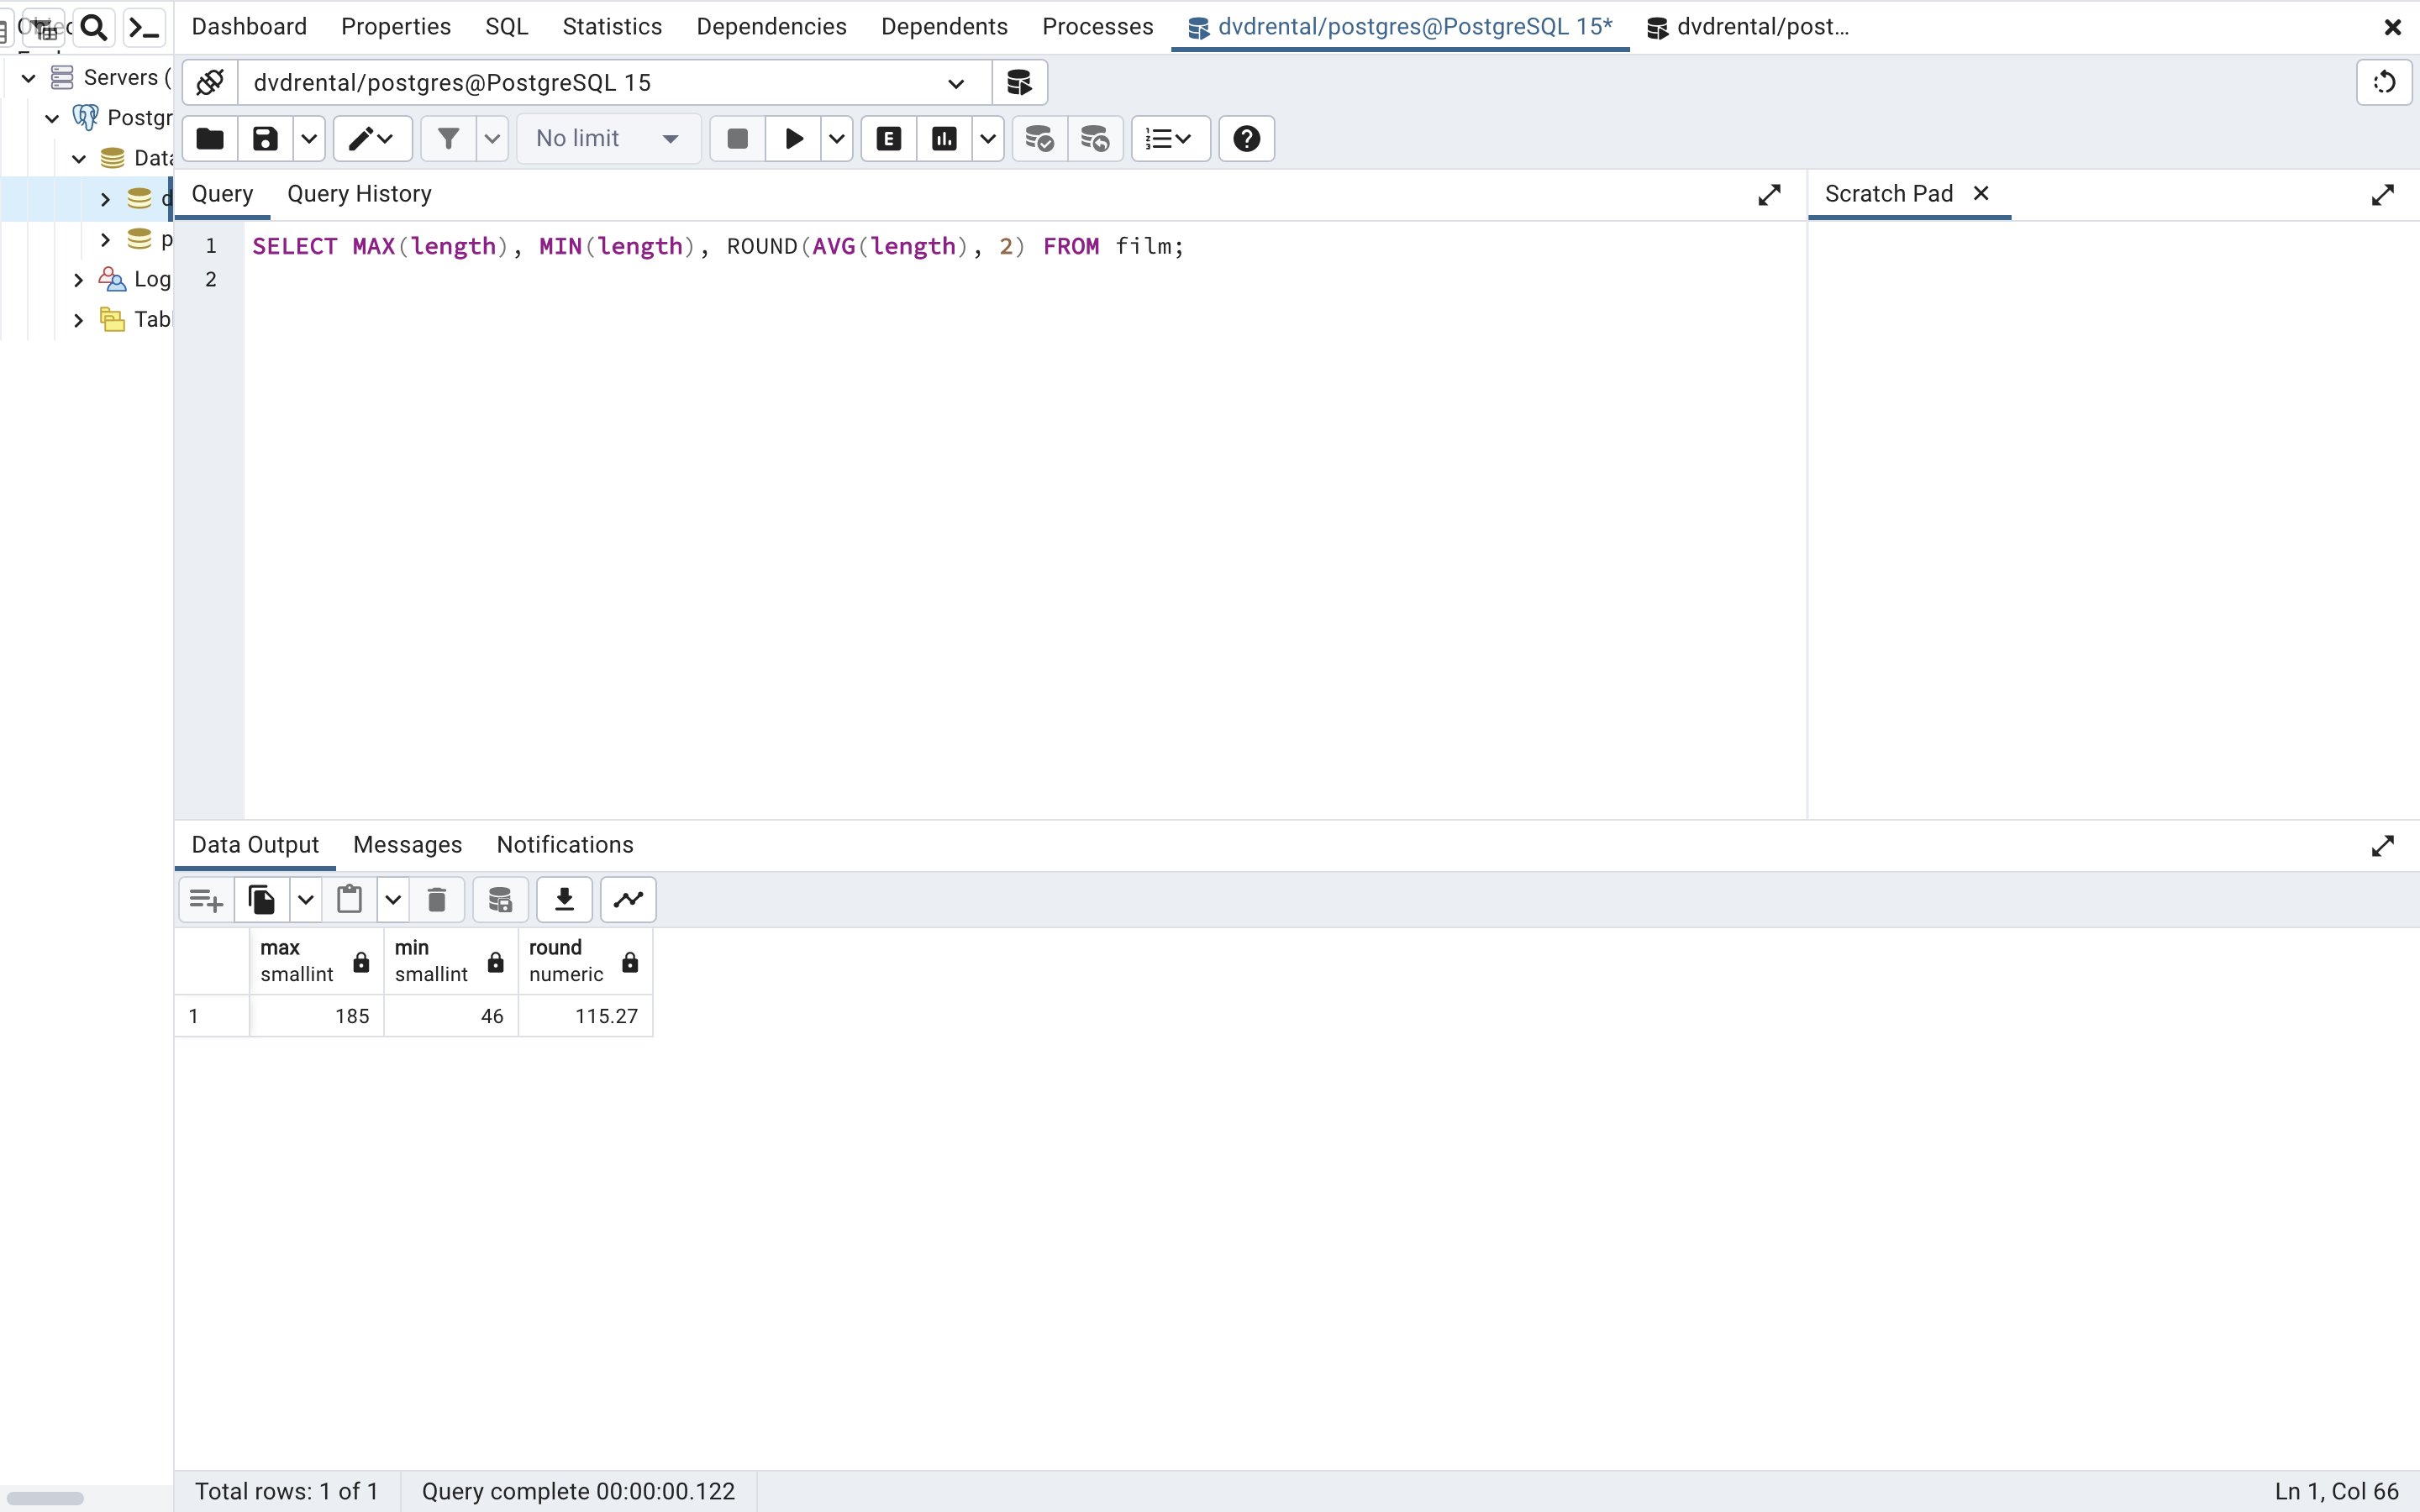 Dashboard Properties SQL Statistics Dependencies Dependents Processes dvdrental/postgres@PostgreSQL 15* dvdrental/post...
Servers (
Postgr
Data
d
p
Log
Tab
dvdrental/postgres@PostgreSQL 15
No limit
E
Query Query History
Scratch Pad
1 SELECT MAX(length), MIN(length), ROUND(AVG(length), 2) FROM film;
2
Data Output Messages Notifications
max min round
smallint smallint numeric
1 185 46 115.27
Total rows: 1 of 1 Query complete 00:00:00.122 Ln 1, Col 66